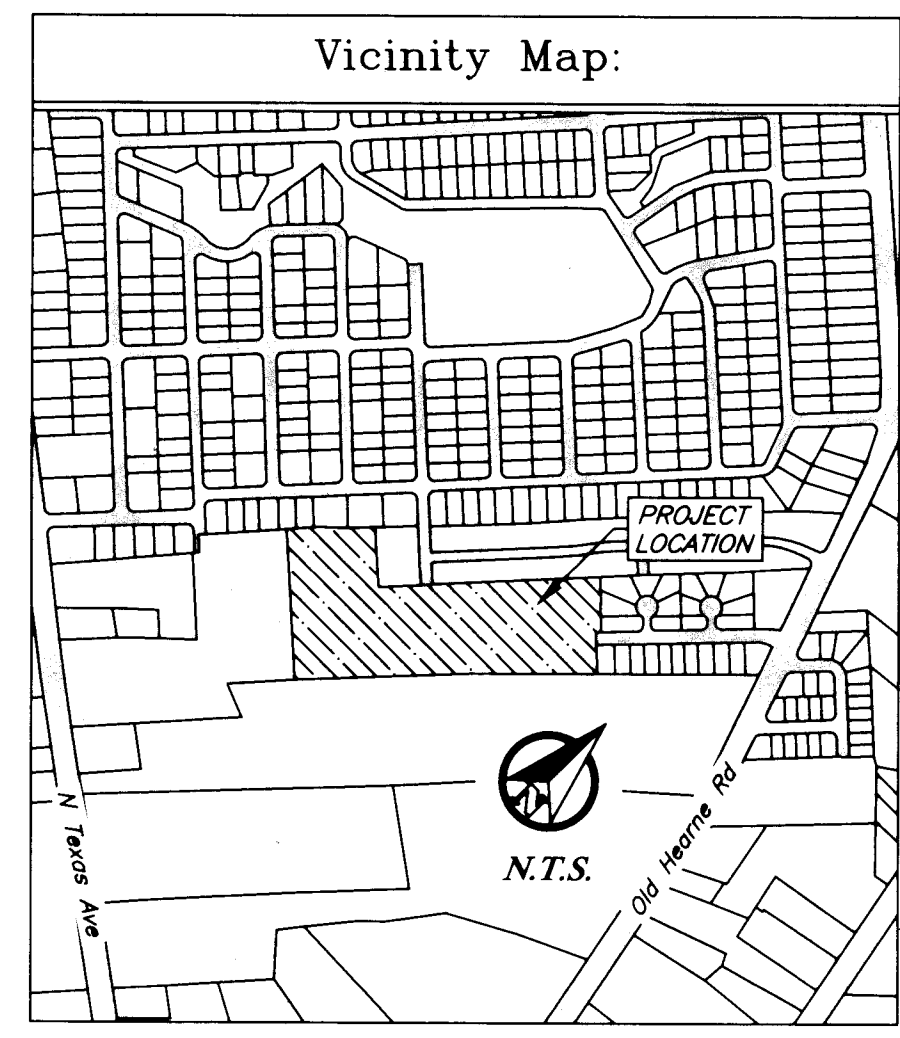 Vicinity Map:
PROJECT
LOCATION
N Texas Ave
N.T.S.
Old Hearne Rd